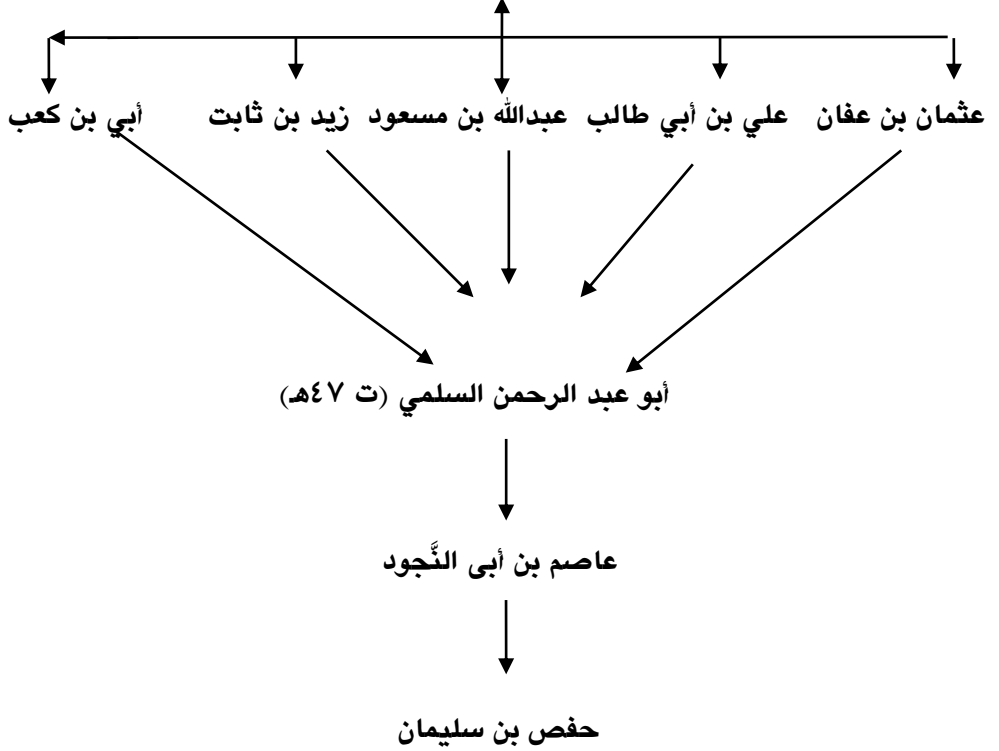 عثمان بن عفان علي بن أبي طالب عبدالله بن مسعود زيد بن ثابت أبي بن كعب
أبو عبد الرحمن السلمي (ت ٤٧هـ)
عاصم بن أبى النَّجود
حفص بن سليمان